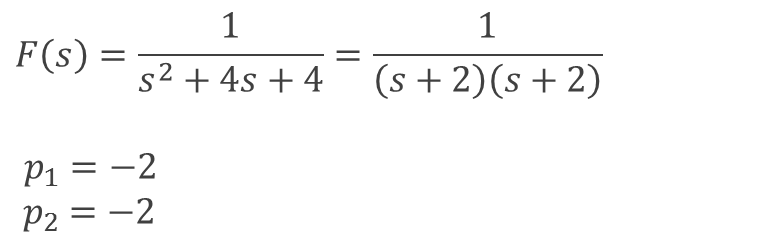 F(s) = 1/(s² + 4s + 4) = 1/((s + 2)(s + 2))
p₁ = −2
p₂ = −2